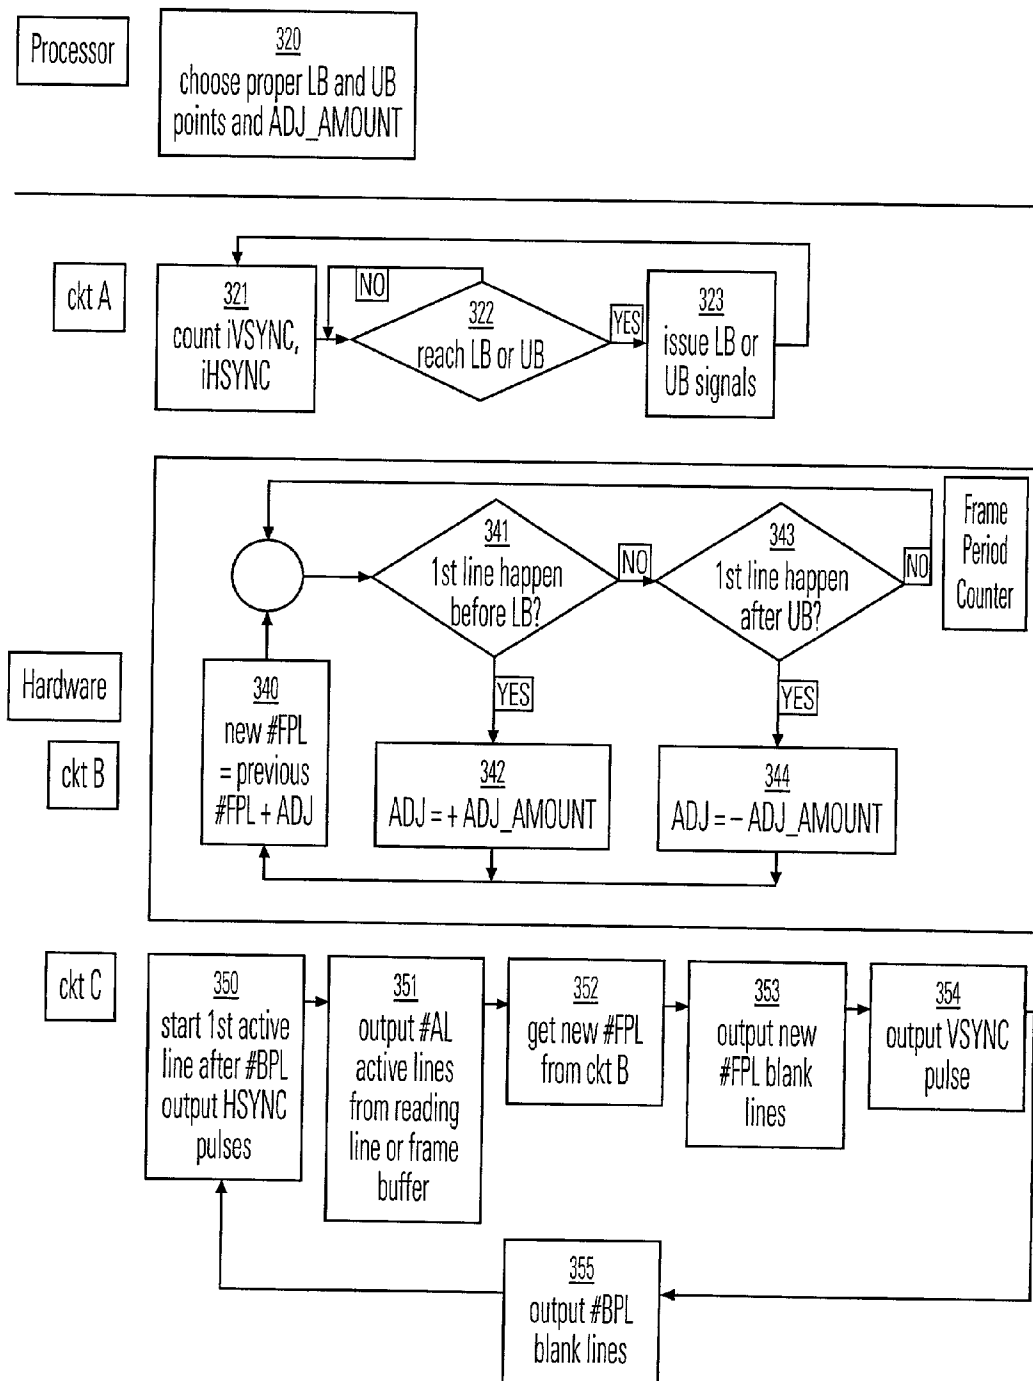 Processor
320
choose proper LB and UB
points and ADJ_AMOUNT
ckt A
321
count iVSYNC,
iHSYNC
NO
322
reach LB or UB
YES
323
issue LB or
UB signals
Hardware
ckt B
Frame
Period
Counter
341
1st line happen
before LB?
NO
343
1st line happen
after UB?
NO
YES
YES
340
new #FPL
= previous
#FPL + ADJ
342
ADJ = + ADJ_AMOUNT
344
ADJ = – ADJ_AMOUNT
ckt C
350
start 1st active
line after #BPL
output HSYNC
pulses
351
output #AL
active lines
from reading
line or frame
buffer
352
get new #FPL
from ckt B
353
output new
#FPL blank
lines
354
output VSYNC
pulse
355
output #BPL
blank lines